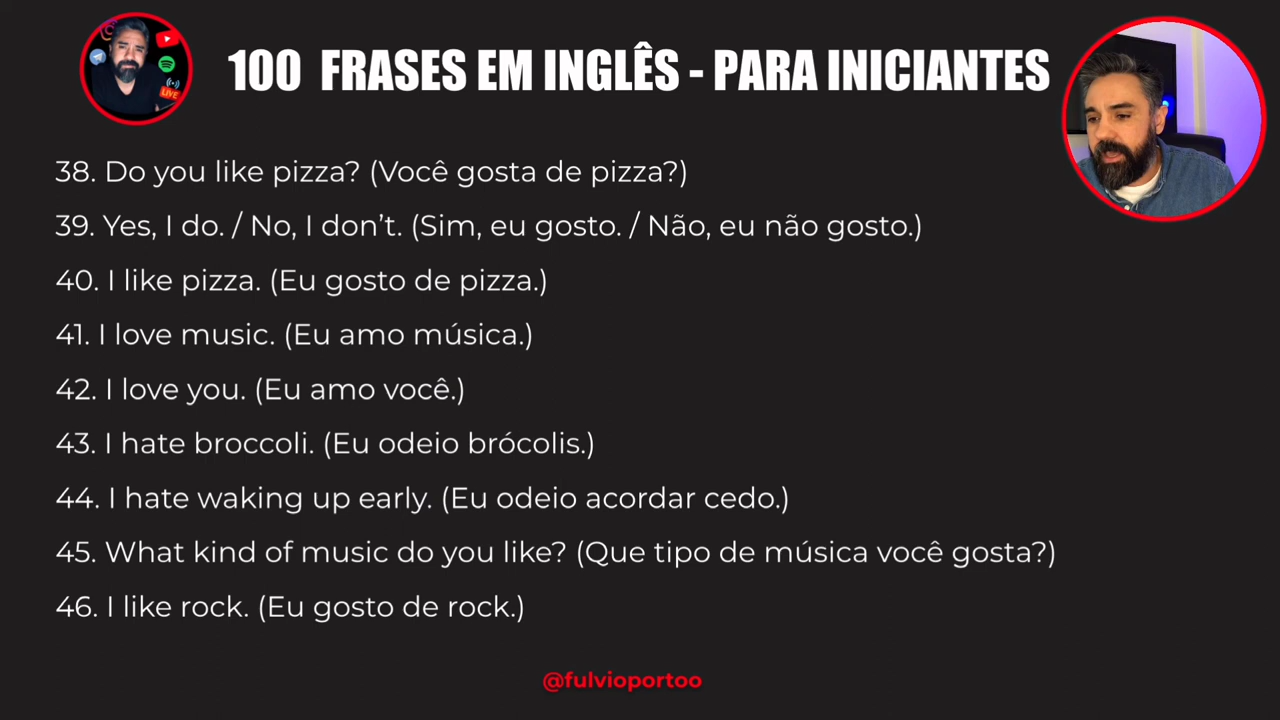 100 FRASES EM INGLÊS - PARA INICIANTES
LIVE
38. Do you like pizza? (Você gosta de pizza?)
39. Yes, I do. / No, I don’t. (Sim, eu gosto. / Não, eu não gosto.)
40. I like pizza. (Eu gosto de pizza.)
41. I love music. (Eu amo música.)
42. I love you. (Eu amo você.)
43. I hate broccoli. (Eu odeio brócolis.)
44. I hate waking up early. (Eu odeio acordar cedo.)
45. What kind of music do you like? (Que tipo de música você gosta?)
46. I like rock. (Eu gosto de rock.)
@fulvioportoo